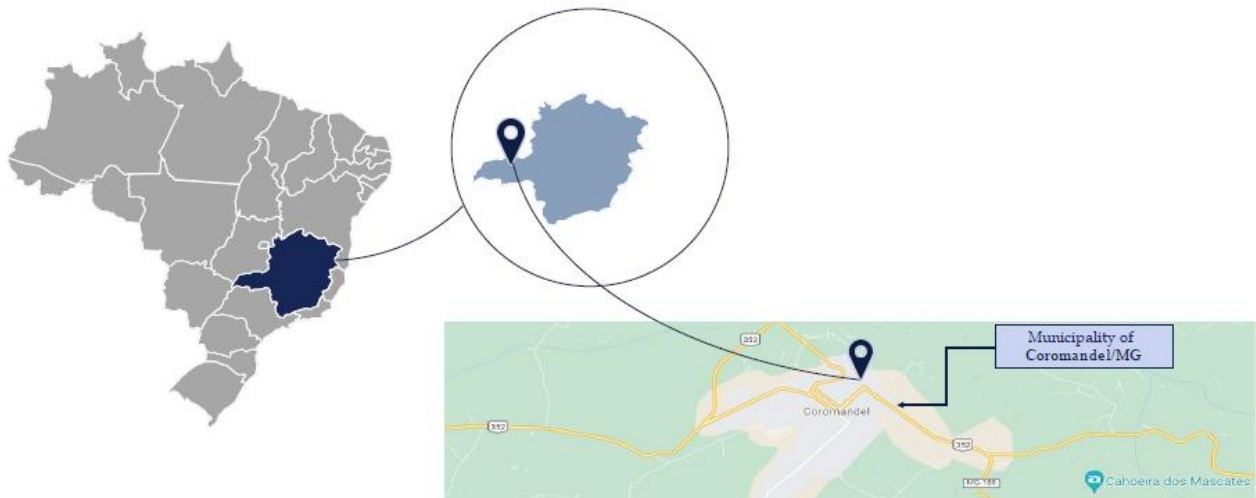 Municipality of
Coromandel/MG
352
Coromandel
352
352
MG-188
Cahoeira dos Mascates